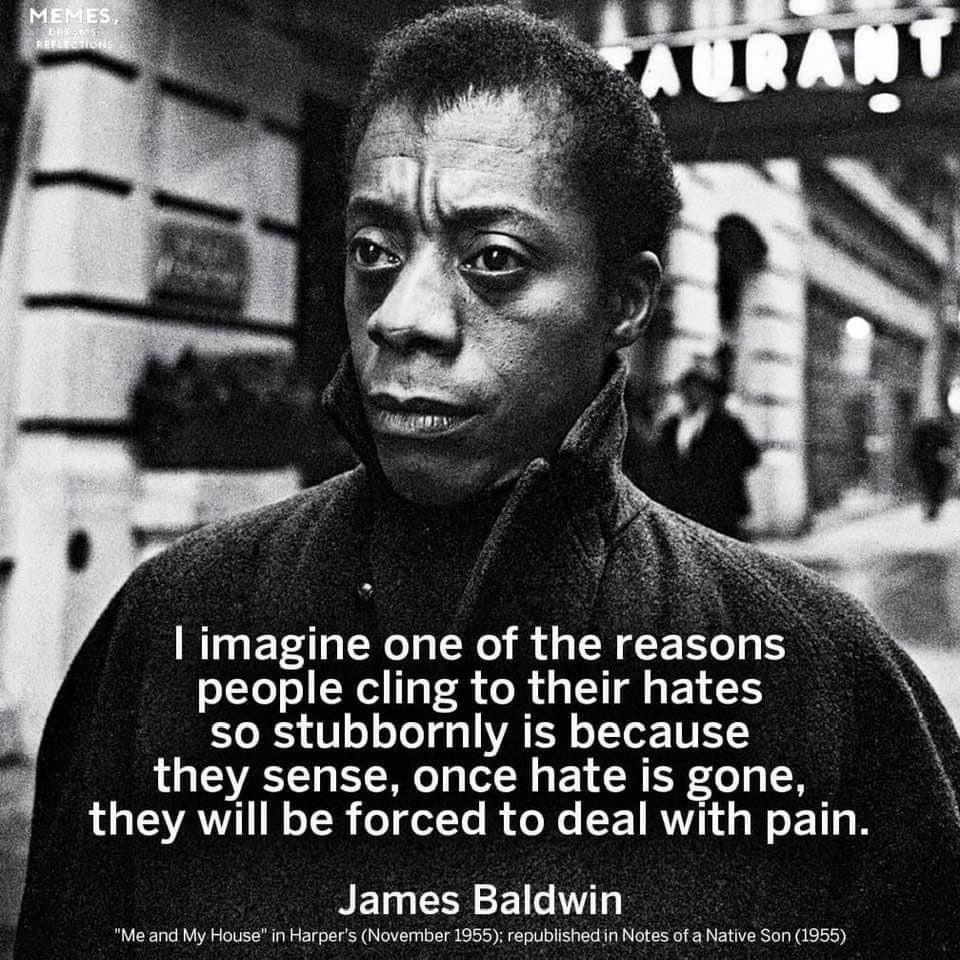 MEMES,
DREAMS,
REFLECTIONS
AURANT
I imagine one of the reasons
people cling to their hates
so stubbornly is because
they sense, once hate is gone,
they will be forced to deal with pain.
James Baldwin
"Me and My House" in Harper's (November 1955); republished in Notes of a Native Son (1955)